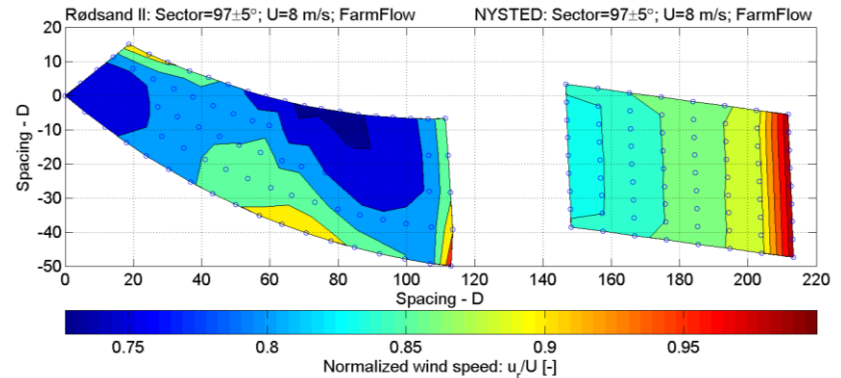 Rødsand II: Sector=97±5°; U=8 m/s; FarmFlow
NYSTED: Sector=97±5°; U=8 m/s; FarmFlow
20
10
0
-10
-20
-30
-40
-50
Spacing - D
0 20 40 60 80 100 120 140 160 180 200 220
Spacing - D
0.75 0.8 0.85 0.9 0.95
Normalized wind speed: u_r/U [-]